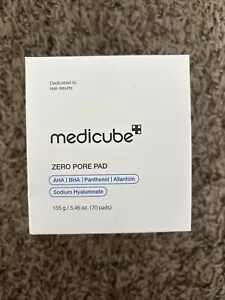 Dedicated to
real results
medicube
ZERO PORE PAD
AHA | BHA | Panthenol | Allantoin
Sodium Hyaluronate
155 g / 5.46 oz. (70 pads)